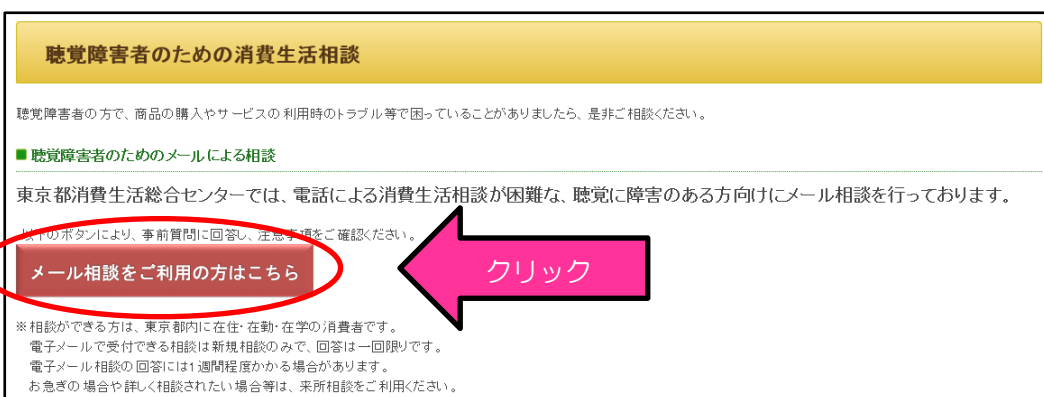 聴覚障害者のための消費生活相談
聴覚障害者の方で、商品の購入やサービスの利用時のトラブル等で困っていることがありましたら、是非ご相談ください。
■ 聴覚障害者のためのメールによる相談
東京都消費生活総合センターでは、電話による消費生活相談が困難な、聴覚に障害のある方向けにメール相談を行っております。
以下のボタンにより、事前質問に回答し、注意事項をご確認ください。
メール相談をご利用の方はこちら
クリック
※相談ができる方は、東京都内に在住・在勤・在学の消費者です。
電子メールで受付できる相談は新規相談のみで、回答は一回限りです。
電子メール相談の回答には1週間程度かかる場合があります。
お急ぎの場合や詳しく相談されたい場合等は、来所相談をご利用ください。